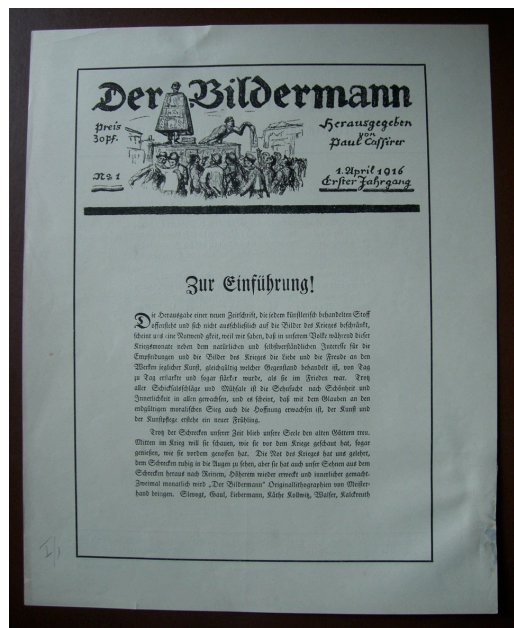 Der Bildermann
Preis
30 Pf.
Herausgegeben
von
Paul Cassirer
No 1
1. April 1916
Erster Jahrgang
Zur Einführung!
Die Herausgabe einer neuen Zeitschrift, die jedem künstlerisch behandelten Stoff
offensteht und sich nicht ausschließlich auf die Bilder des Krieges beschränkt,
scheint uns eine Notwendigkeit, weil wir sahen, daß in unserem Volke während dieser
Kriegsmonate neben dem natürlichen und selbstverständlichen Interesse für die
Empfindungen und die Bilder des Krieges die Liebe und die Freude an den
Werken jeglicher Kunst, gleichgültig welcher Gegenstand behandelt ist, von Tag
zu Tag erstarkte und sogar stärker wurde, als sie im Frieden war. Trotz
aller Schicksalschläge und Mühsale ist die Sehnsucht nach Schönheit und
Innerlichkeit in allen gewachsen, und es scheint, daß mit dem Glauben an den
endgültigen moralischen Sieg auch die Hoffnung erwachsen ist, der Kunst und
der Kunstpflege erstehe ein neuer Frühling.
Trotz der Schrecken unserer Zeit blieb unsere Seele den alten Göttern treu.
Mitten im Krieg will sie schauen, wie sie vor dem Kriege geschaut hat, sogar
genießen, wie sie vordem genossen hat. Die Not des Krieges hat uns gelehrt,
dem Schrecken ruhig in die Augen zu sehen, aber sie hat auch unser Sehnen aus dem
Schrecken heraus nach Reinem, Höherem wieder erweckt und innerlicher gemacht.
Zweimal monatlich wird „Der Bildermann“ Originallithographien von Meister-
hand bringen. Slevogt, Gaul, Liebermann, Käthe Kollwitz, Walser, Kalckreuth
I/1